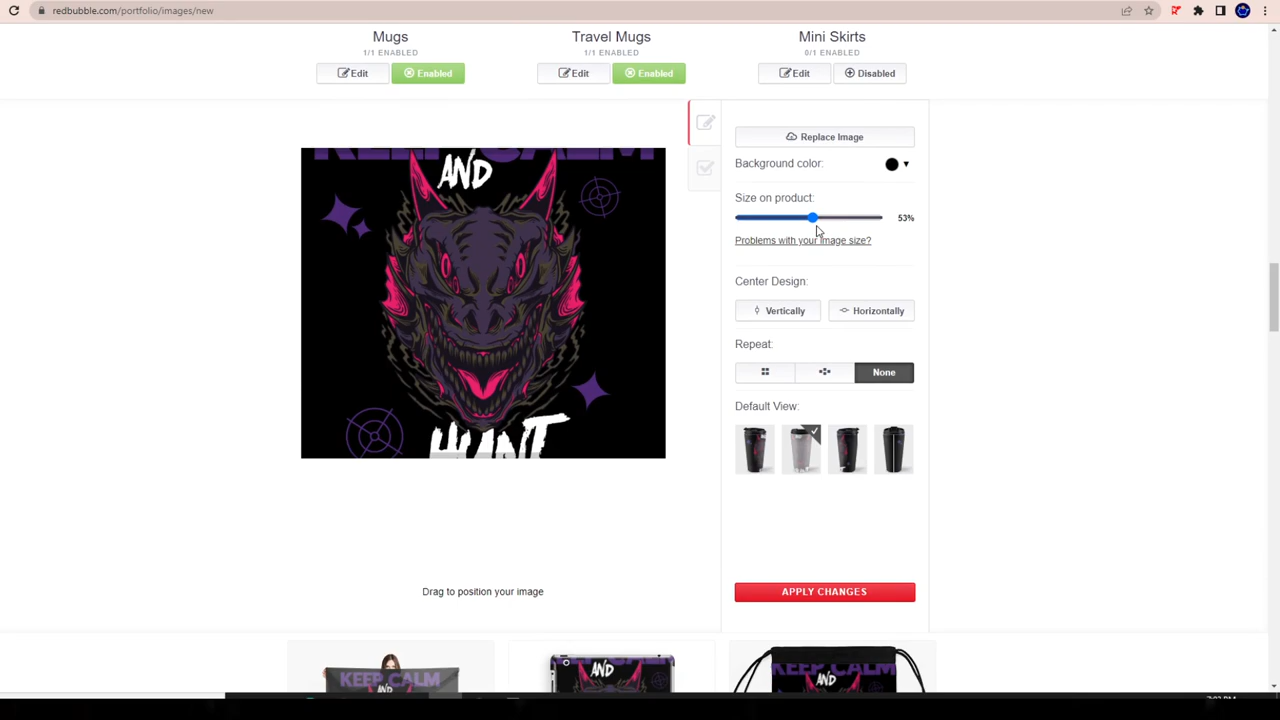 redbubble.com/portfolio/images/new
Mugs
1/1 ENABLED
Edit
Enabled
Travel Mugs
1/1 ENABLED
Edit
Enabled
Mini Skirts
0/1 ENABLED
Edit
Disabled
KEEP CALM
AND
HUNT
Replace Image
Background color:
Size on product:
53%
Problems with your image size?
Center Design:
Vertically
Horizontally
Repeat:
None
Default View:
Drag to position your image
APPLY CHANGES
KEEP CALM
AND
AND
KEEP CALM
AND